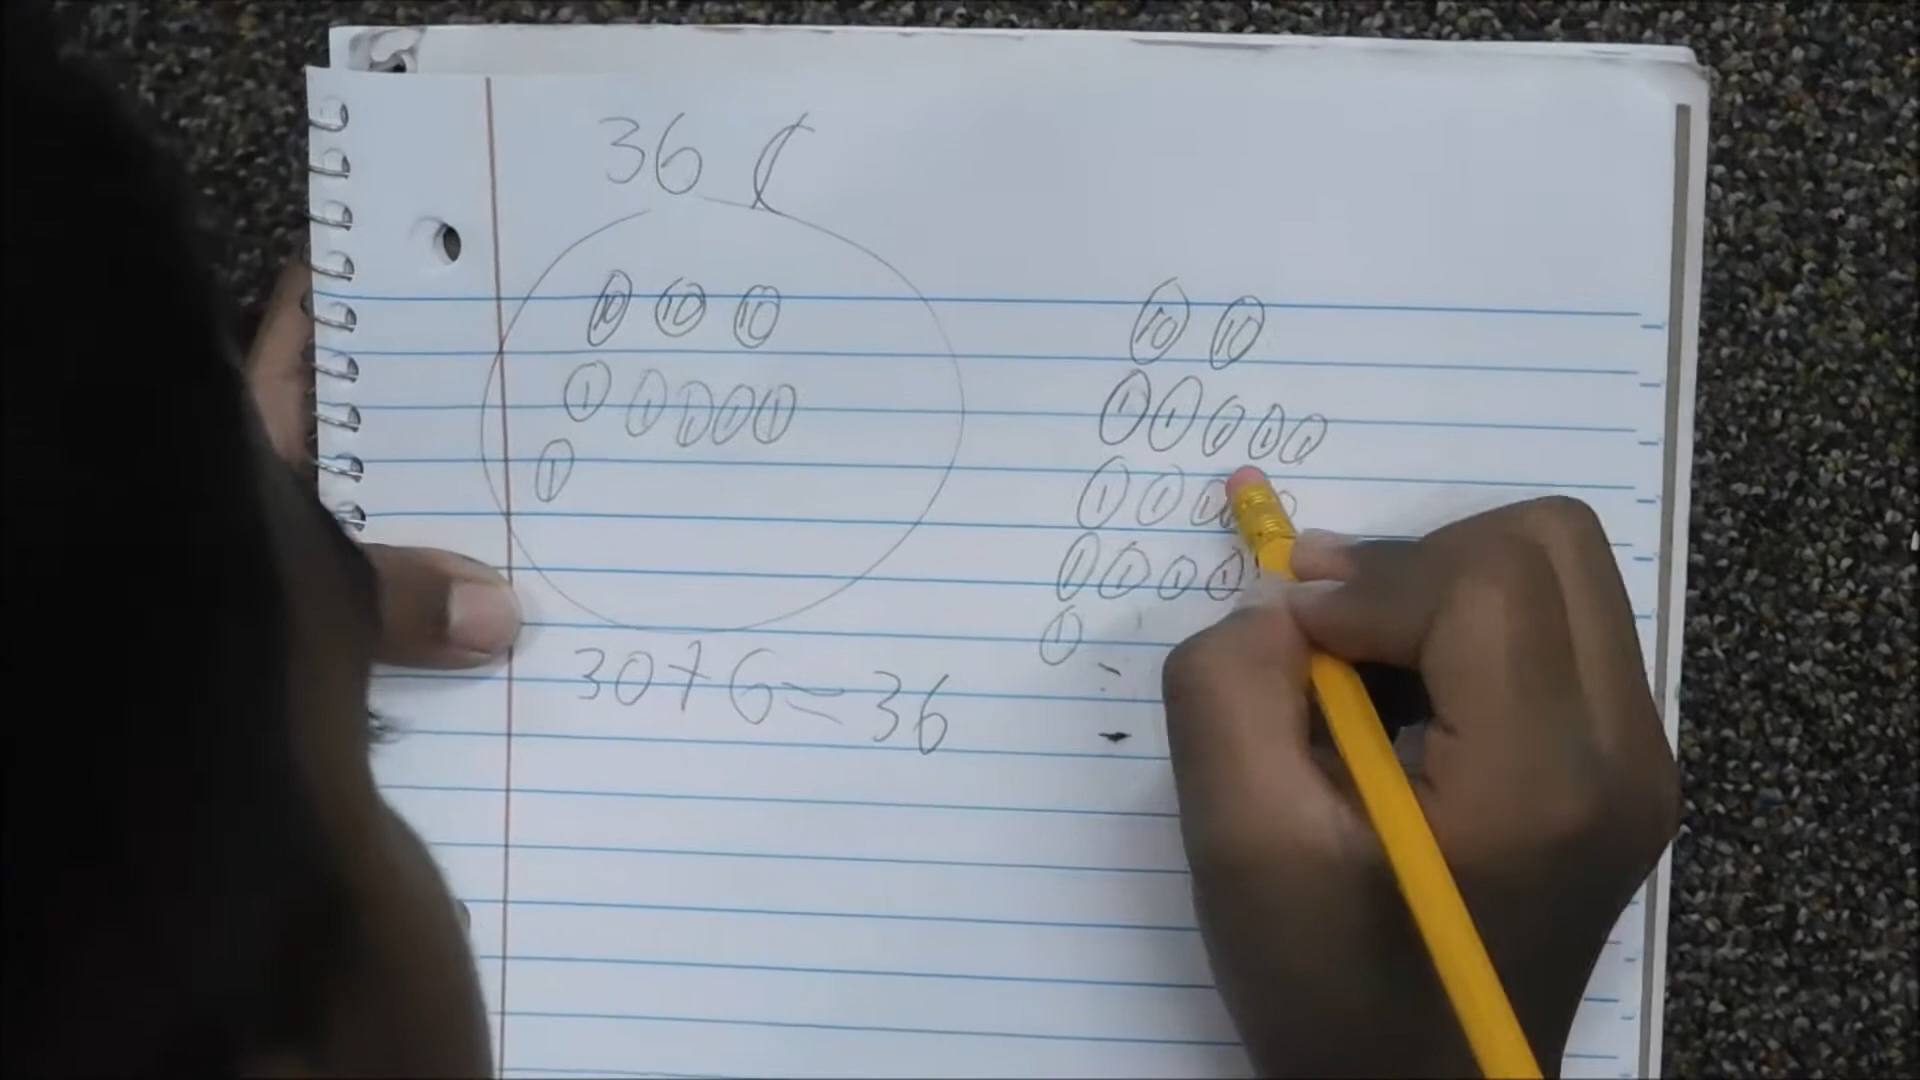 36 ¢
10 10 10
1 1 1 1 1
1
30+6=36
10 10
1 1 1 1 1
1 1 1
1 1 1 1
1